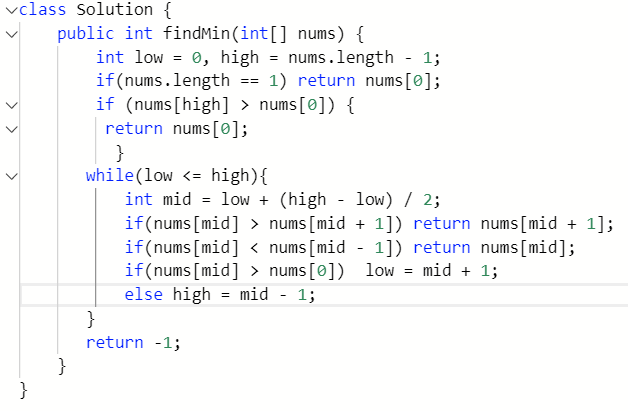 class Solution {
    public int findMin(int[] nums) {
        int low = 0, high = nums.length - 1;
        if(nums.length == 1) return nums[0];
        if (nums[high] > nums[0]) {
         return nums[0];
          }
       while(low <= high){
           int mid = low + (high - low) / 2;
           if(nums[mid] > nums[mid + 1]) return nums[mid + 1];
           if(nums[mid] < nums[mid - 1]) return nums[mid];
           if(nums[mid] > nums[0])  low = mid + 1;
           else high = mid - 1;
       }
       return -1;
    }
}